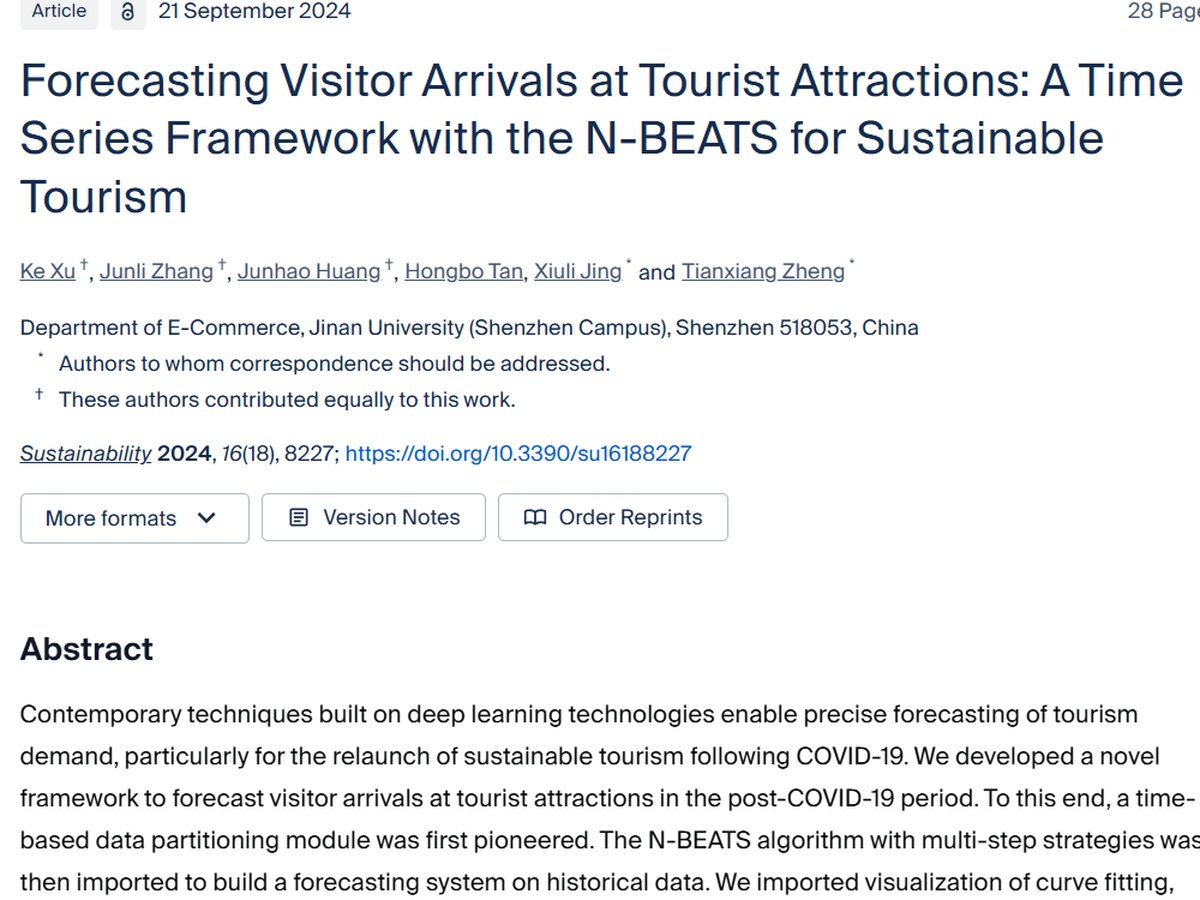 Article 21 September 2024 28 Page
Forecasting Visitor Arrivals at Tourist Attractions: A Time
Series Framework with the N-BEATS for Sustainable
Tourism
Ke Xu †, Junli Zhang †, Junhao Huang †, Hongbo Tan, Xiuli Jing * and Tianxiang Zheng *
Department of E-Commerce, Jinan University (Shenzhen Campus), Shenzhen 518053, China
* Authors to whom correspondence should be addressed.
† These authors contributed equally to this work.
Sustainability 2024, 16(18), 8227; https://doi.org/10.3390/su16188227
More formats Version Notes Order Reprints
Abstract
Contemporary techniques built on deep learning technologies enable precise forecasting of tourism
demand, particularly for the relaunch of sustainable tourism following COVID-19. We developed a novel
framework to forecast visitor arrivals at tourist attractions in the post-COVID-19 period. To this end, a time-
based data partitioning module was first pioneered. The N-BEATS algorithm with multi-step strategies was
then imported to build a forecasting system on historical data. We imported visualization of curve fitting,